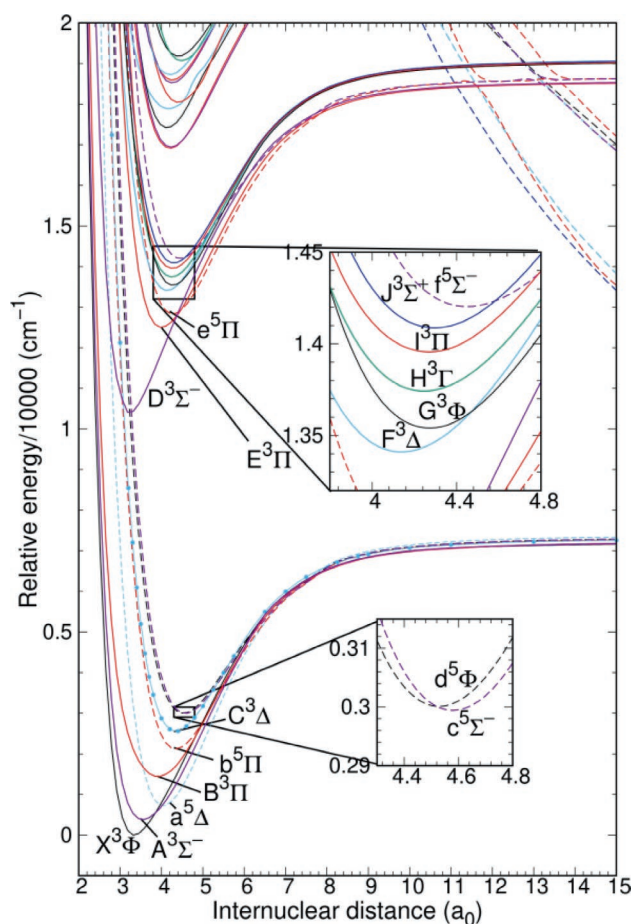 2
1.5
1
0.5
0
Relative energy/10000 (cm⁻¹)
e⁵Π
D³Σ⁻
E³Π
1.45
1.4
1.35
J³Σ⁺ f⁵Σ⁻
I³Π
H³Γ
G³Φ
F³Δ
4 4.4 4.8
0.31
0.3
0.29
d⁵Φ
c⁵Σ⁻
4.4 4.6 4.8
C³Δ
b⁵Π
B³Π
a⁵Δ
X³Φ A³Σ⁻
2 3 4 5 6 7 8 9 10 11 12 13 14 15
Internuclear distance (a₀)